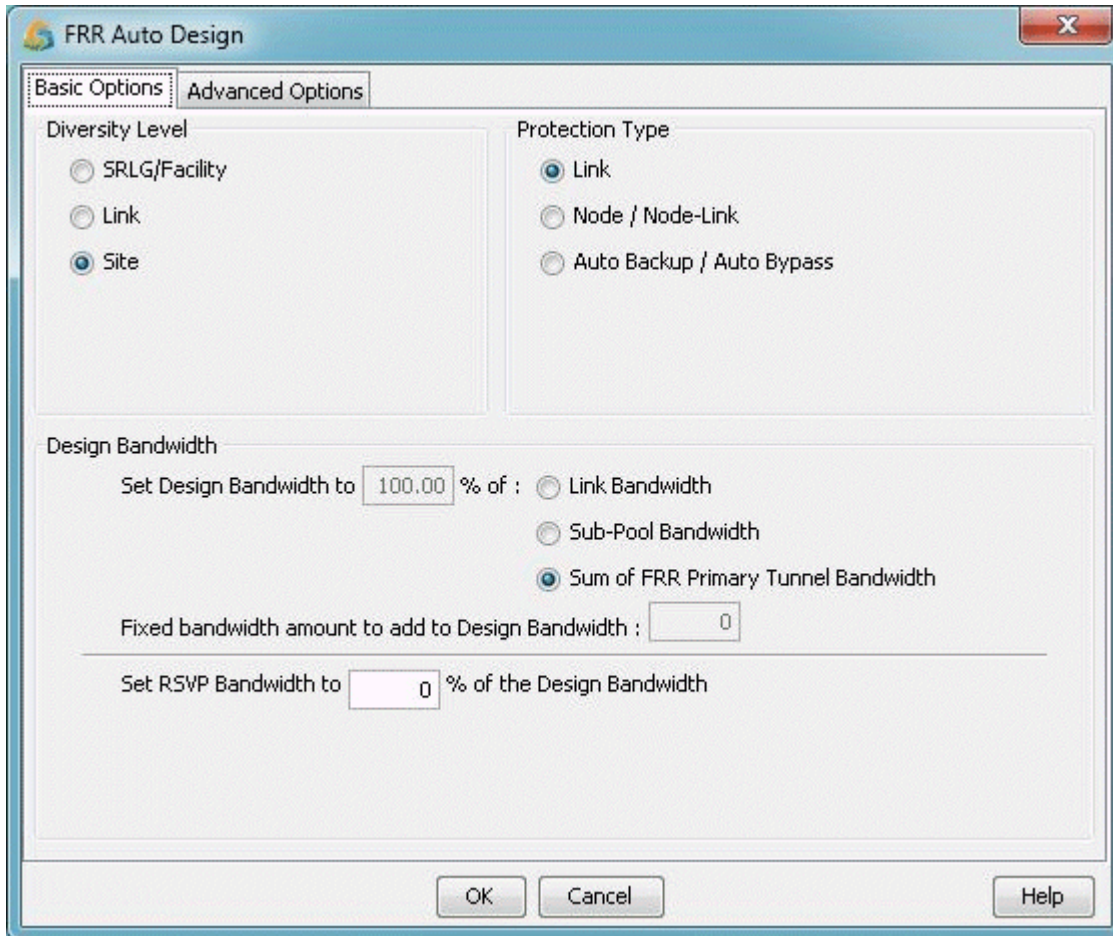 FRR Auto Design
Basic Options
Advanced Options
Diversity Level
SRLG/Facility
Link
Site
Protection Type
Link
Node / Node-Link
Auto Backup / Auto Bypass
Design Bandwidth
Set Design Bandwidth to 100.00 % of : Link Bandwidth
Sub-Pool Bandwidth
Sum of FRR Primary Tunnel Bandwidth
Fixed bandwidth amount to add to Design Bandwidth : 0
Set RSVP Bandwidth to 0 % of the Design Bandwidth
OK
Cancel
Help